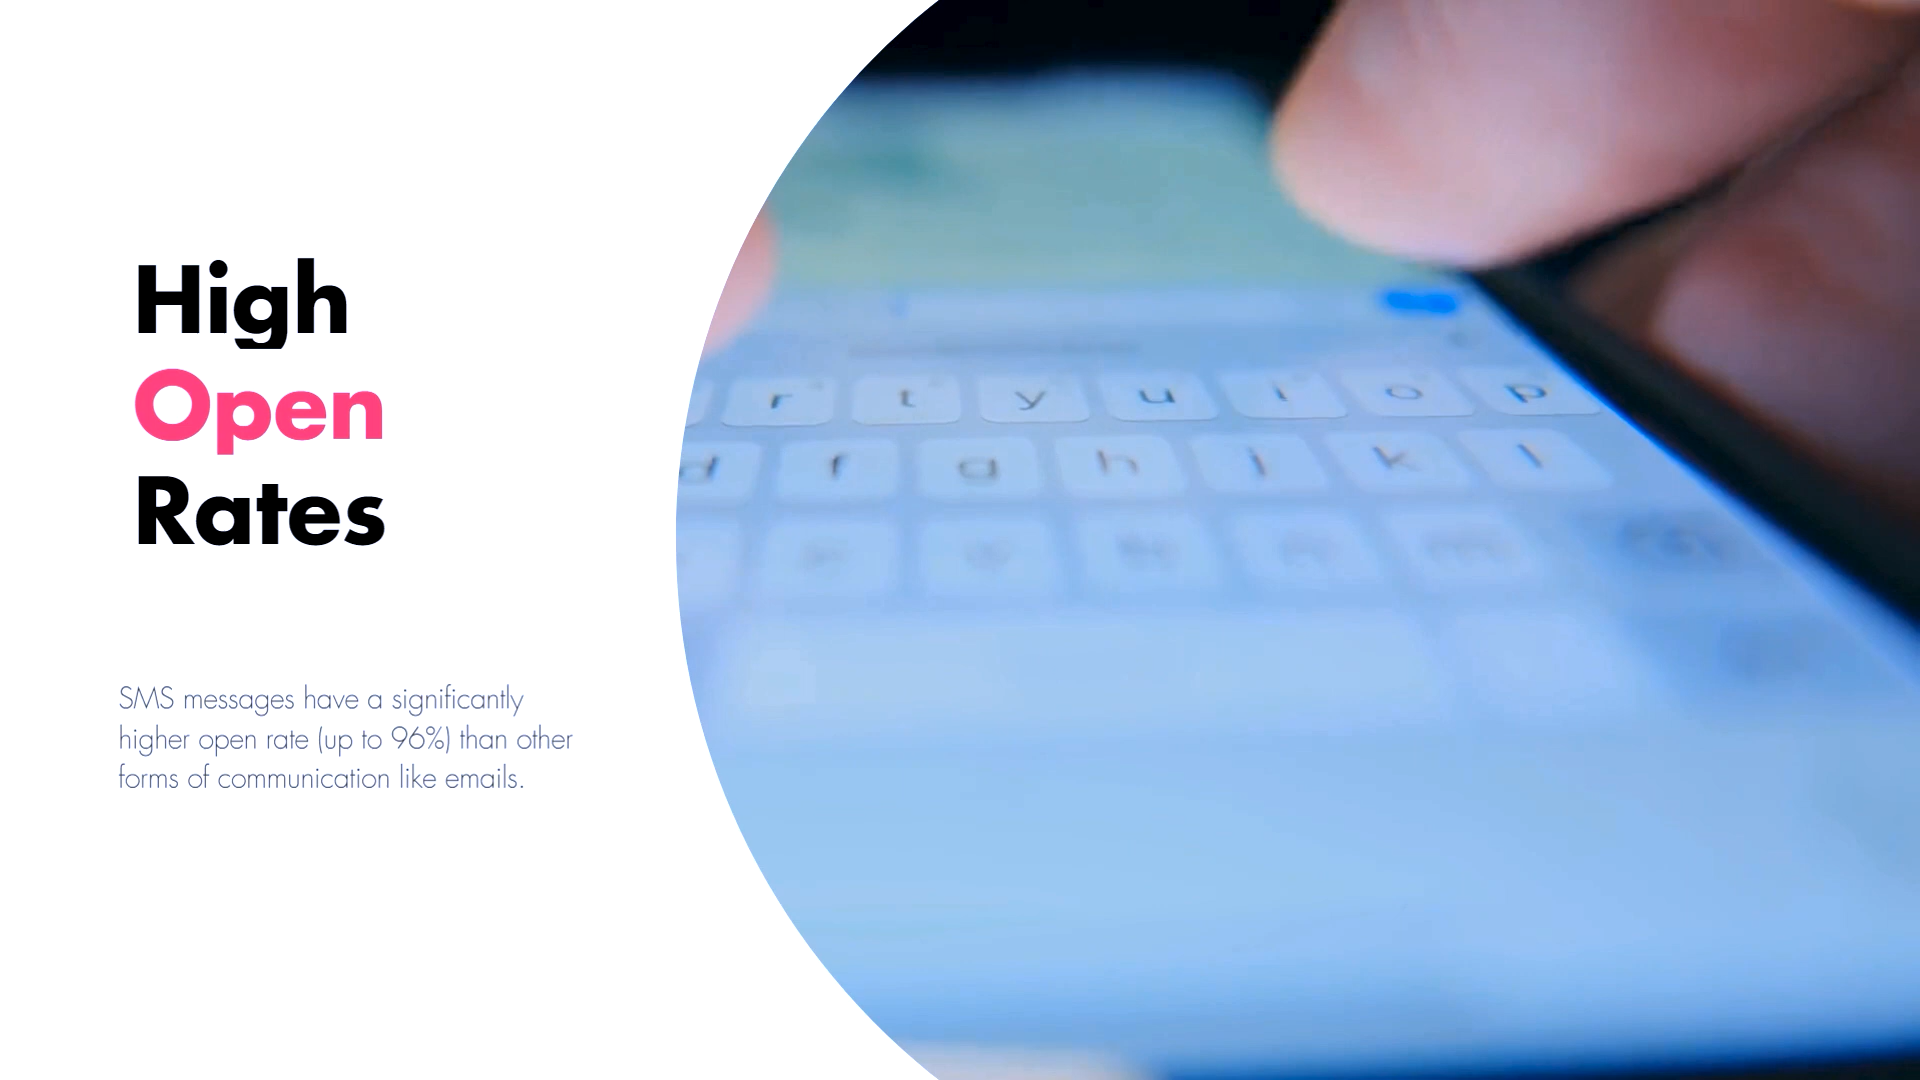 High
Open
Rates
SMS messages have a significantly
higher open rate (up to 96%) than other
forms of communication like emails.
r t y u i o p
d f g h j k l